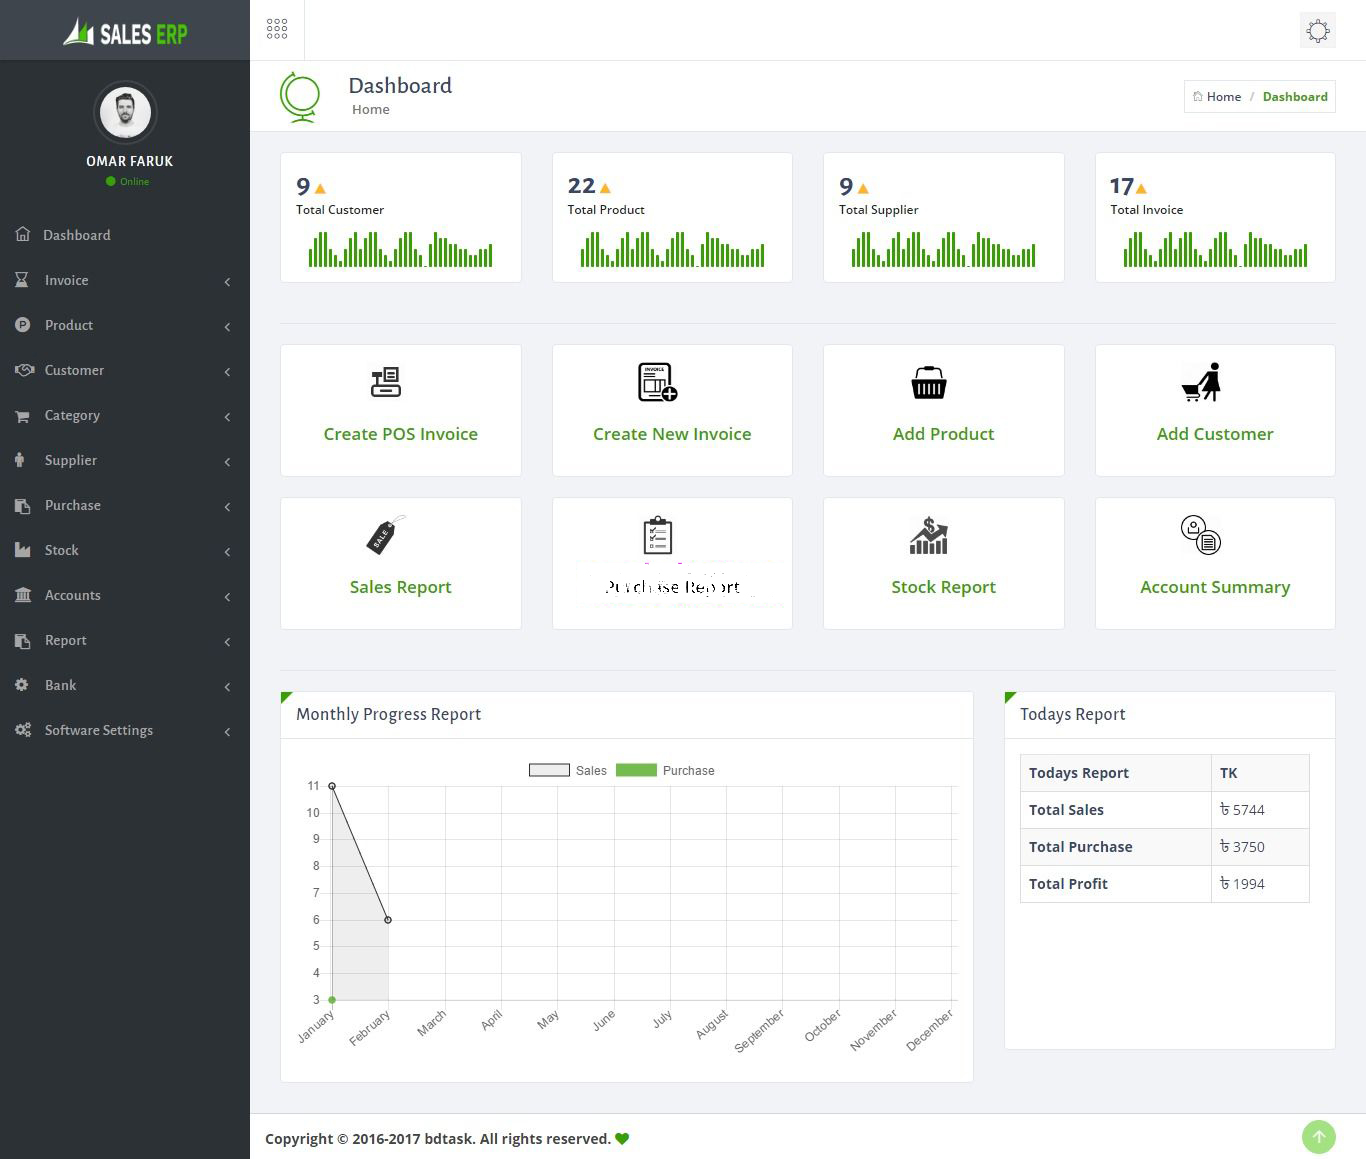 SALES ERP
OMAR FARUK
Online
Dashboard
Invoice
Product
Customer
Category
Supplier
Purchase
Stock
Accounts
Report
Bank
Software Settings
Dashboard
Home
Home / Dashboard
9
Total Customer
22
Total Product
9
Total Supplier
17
Total Invoice
Create POS Invoice
INVOICE
Create New Invoice
Add Product
Add Customer
SALE
Sales Report
Purchase Report
Stock Report
Account Summary
Monthly Progress Report
Sales Purchase
11
10
9
8
7
6
5
4
3
January February March April May June July August September October November December
Todays Report
Todays Report TK
Total Sales ৳ 5744
Total Purchase ৳ 3750
Total Profit ৳ 1994
Copyright © 2016-2017 bdtask. All rights reserved.